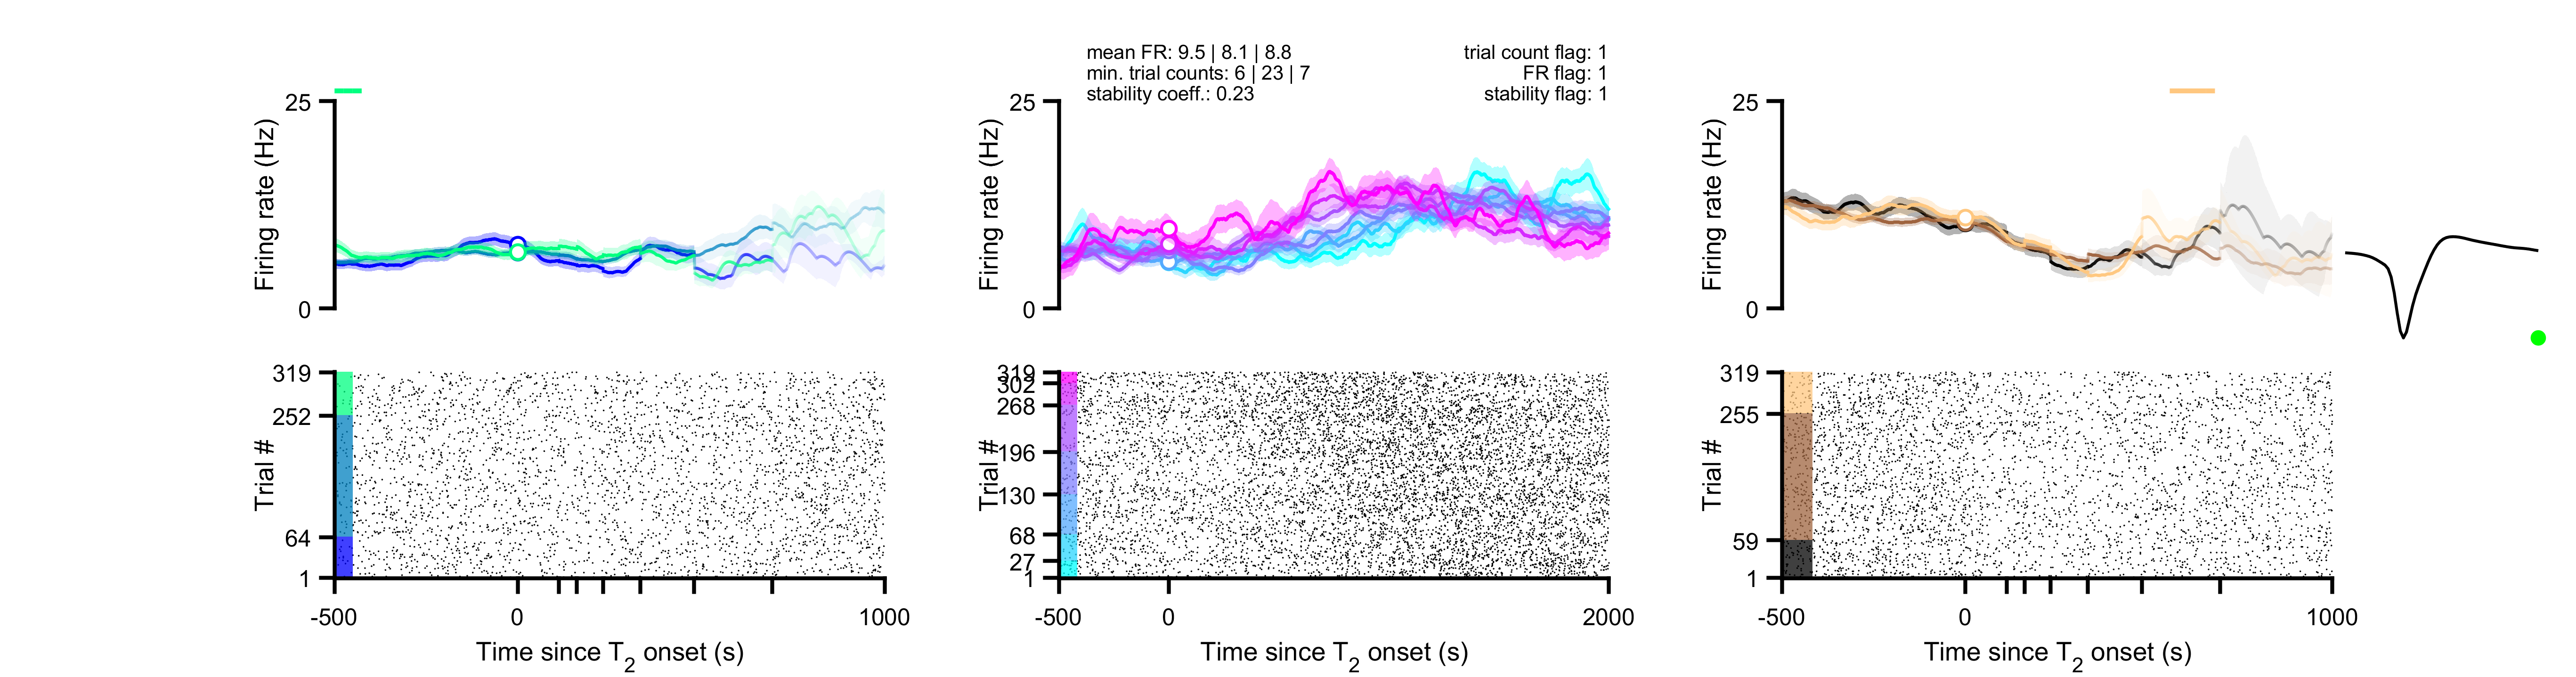 mean FR: 9.5 | 8.1 | 8.8
min. trial counts: 6 | 23 | 7
stability coeff.: 0.23
trial count flag: 1
FR flag: 1
stability flag: 1
25
Firing rate (Hz)
0
25
Firing rate (Hz)
0
25
Firing rate (Hz)
0
319
252
Trial #
64
1
-500
0
1000
Time since T2 onset (s)
319
302
268
196
Trial #
130
68
27
1
-500
0
2000
Time since T2 onset (s)
319
255
Trial #
59
1
-500
0
1000
Time since T2 onset (s)